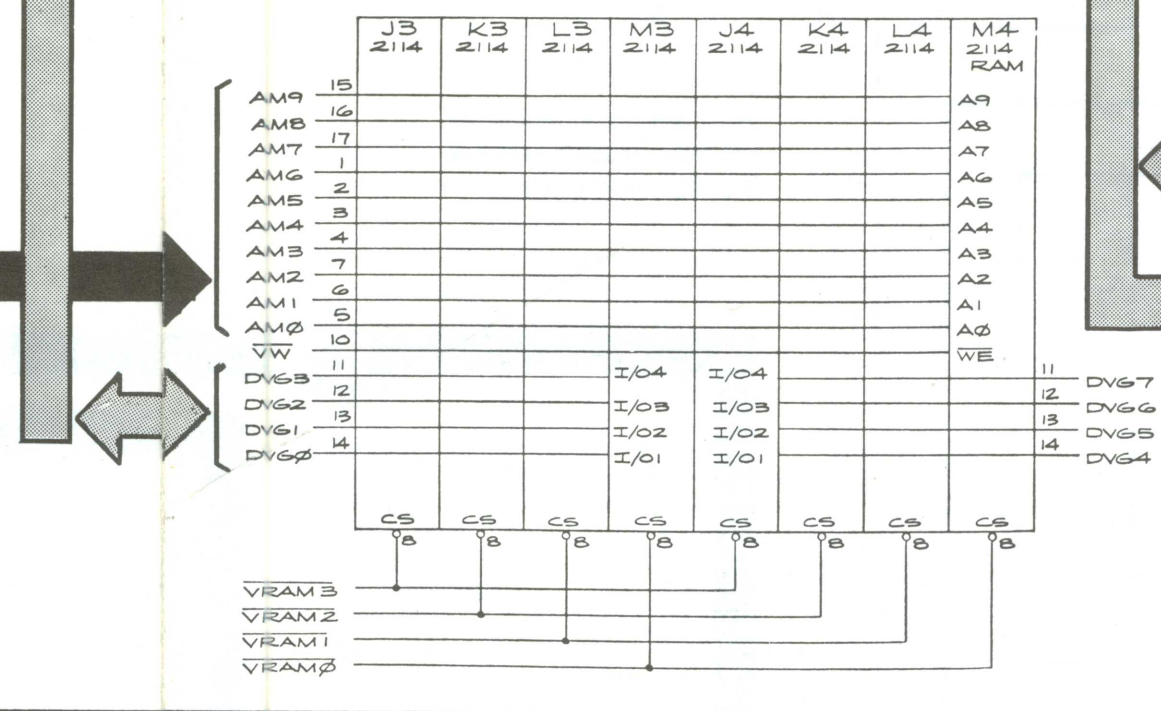 J3 K3 L3 M3 J4 K4 L4 M4
2114 2114 2114 2114 2114 2114 2114 2114
RAM
AM9 15 A9
AM8 16 A8
AM7 17 A7
AM6 1 A6
AM5 2 A5
AM4 3 A4
AM3 4 A3
AM2 7 A2
AM1 6 A1
AMØ 5 AØ
VW 10 WE
DVG3 11 I/O4 I/O4 11 DVG7
DVG2 12 I/O3 I/O3 12 DVG6
DVG1 13 I/O2 I/O2 13 DVG5
DVGØ 14 I/O1 I/O1 14 DVG4
CS CS CS CS CS CS CS CS
8 8 8 8 8 8 8 8
VRAM3
VRAM2
VRAM1
VRAMØ